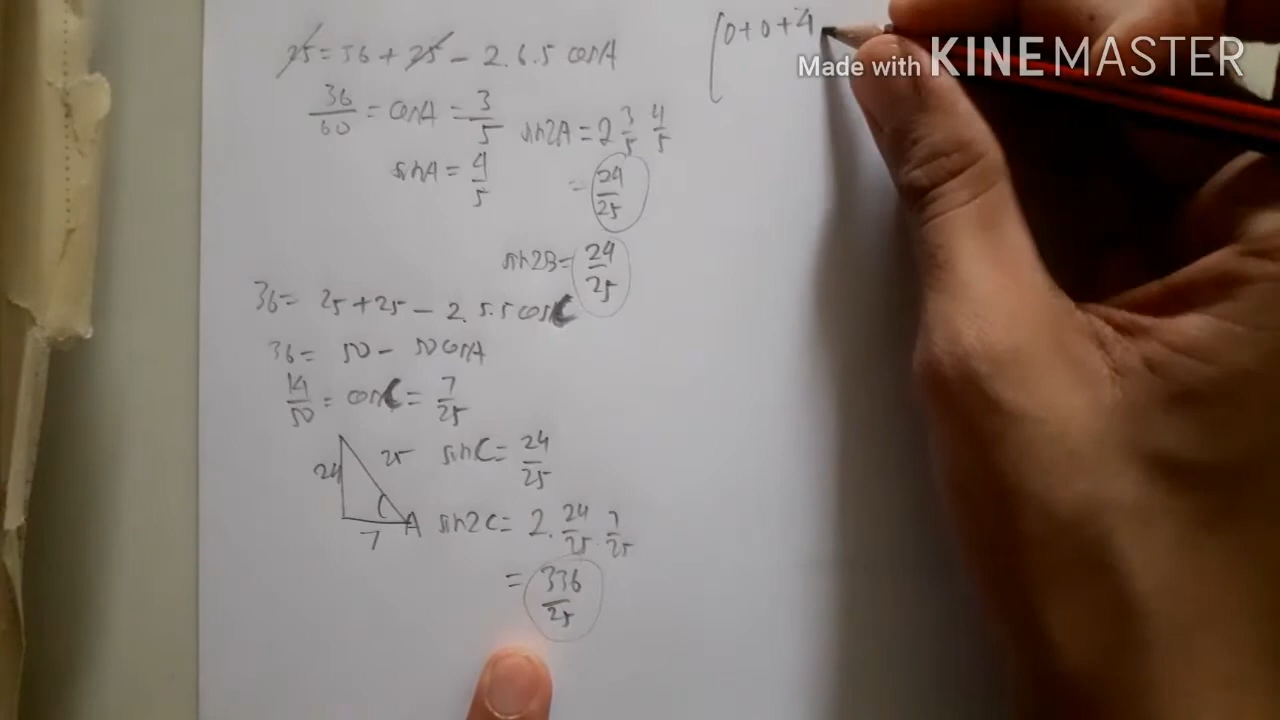 25 = 36 + 25 - 2.6.5 cosA
36/60 = cosA = 3/5
sin2A = 2 3/5 4/5
sinA = 4/5
= 24/25
sin2B = 24/25
36 = 25 + 25 - 2.5.5 cosC
36 = 50 - 50 cosA
14/50 = cosC = 7/25
24 25 sinC = 24/25
7 A sin2C = 2. 24/25 . 7/25
= 336/25
(0+0+4
Made with KINEMASTER